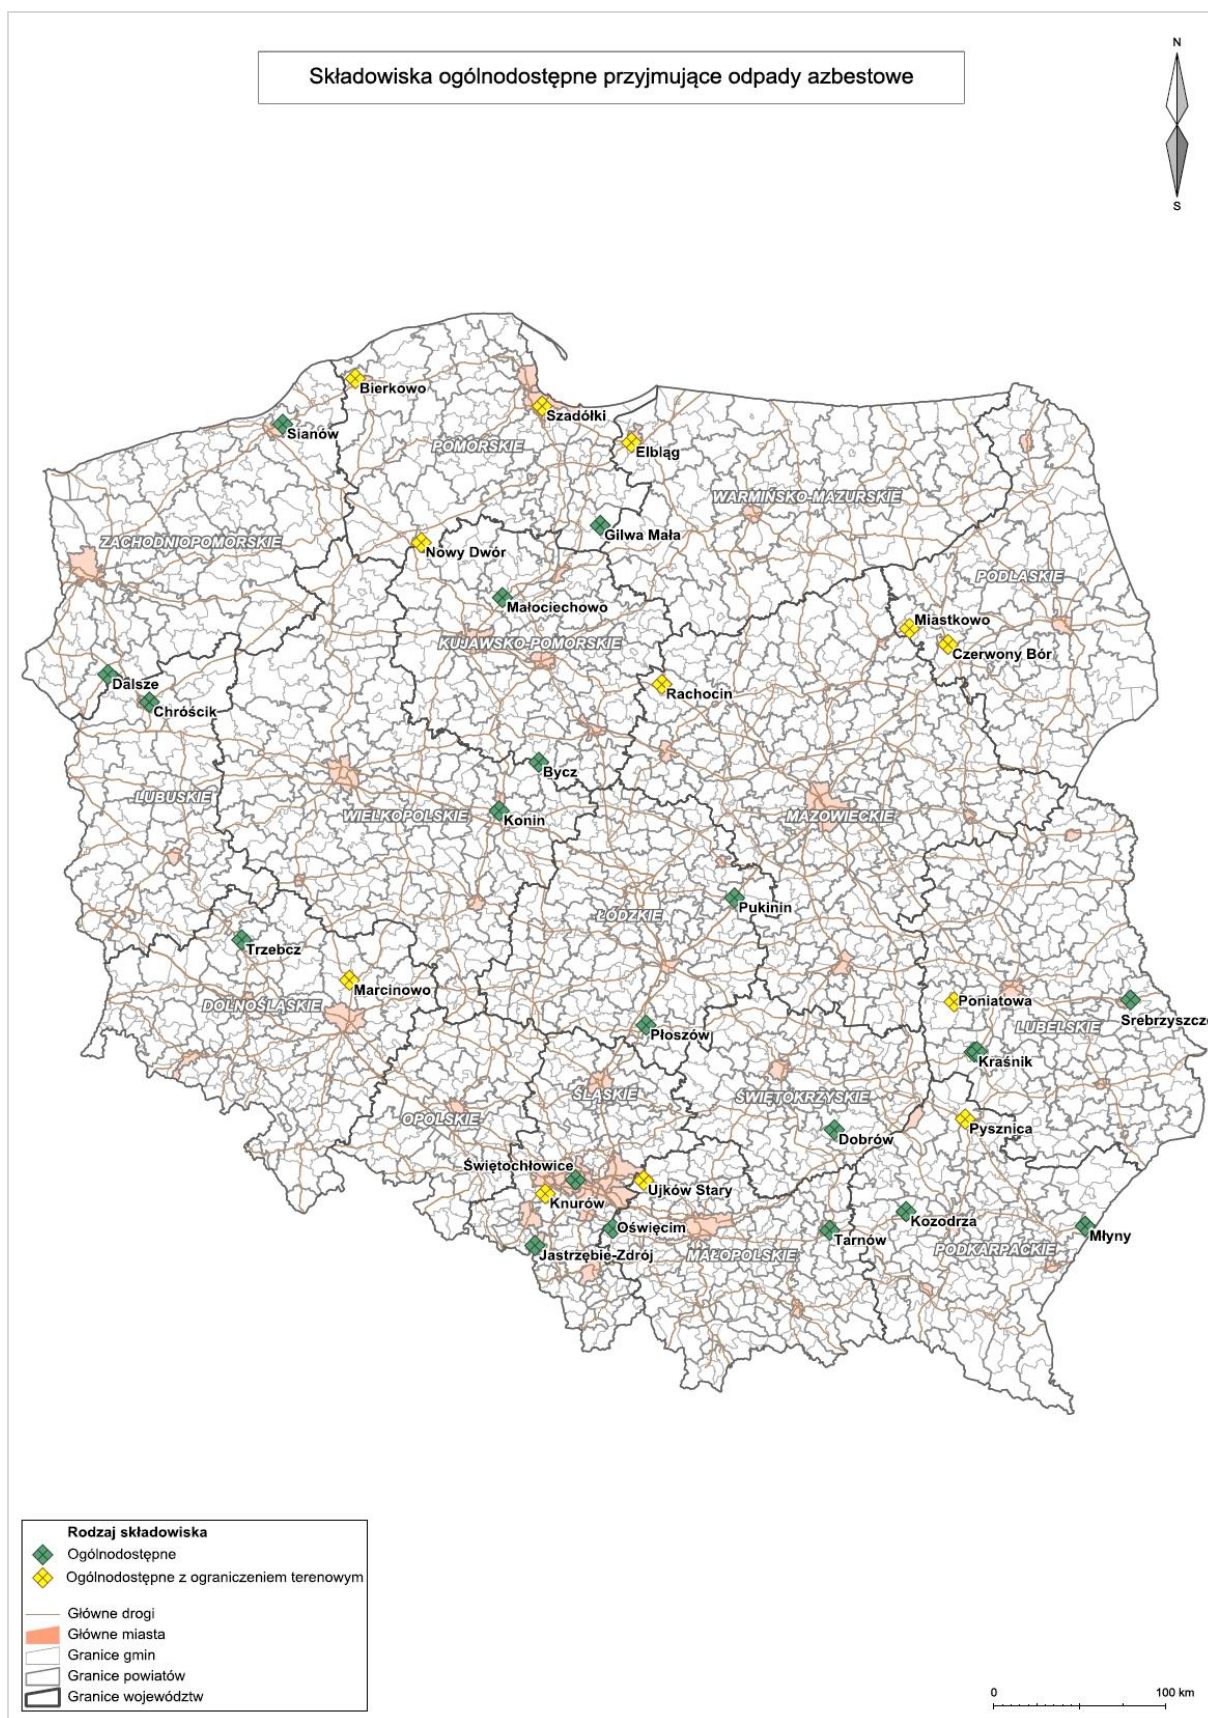 Składowiska ogólnodostępne przyjmujące odpady azbestowe
N
S
Bierkowo
Szadółki
Sianów
Elbląg
POMORSKIE
WARMIŃSKO-MAZURSKIE
Gilwa Mała
ZACHODNIOPOMORSKIE
Nowy Dwór
PODLASKIE
Małociechowo
Miastkowo
KUJAWSKO-POMORSKIE
Czerwony Bór
Dalsze
Rachocin
Chróścik
Bycz
LUBUSKIE
WIELKOPOLSKIE
Konin
MAZOWIECKIE
Pukinin
ŁÓDZKIE
Trzebcz
Marcinowo
DOLNOŚLĄSKIE
Poniatowa
Srebrzyszcze
LUBELSKIE
Płoszów
Kraśnik
ŚLĄSKIE
ŚWIĘTOKRZYSKIE
OPOLSKIE
Pysznica
Dobrów
Świętochłowice
Ujków Stary
Knurów
Kozodrza
Oświęcim
Tarnów
Młyny
Jastrzębie-Zdrój
MAŁOPOLSKIE
PODKARPACKIE
Rodzaj składowiska
Ogólnodostępne
Ogólnodostępne z ograniczeniem terenowym
Główne drogi
Główne miasta
Granice gmin
Granice powiatów
Granice województw
0 100 km